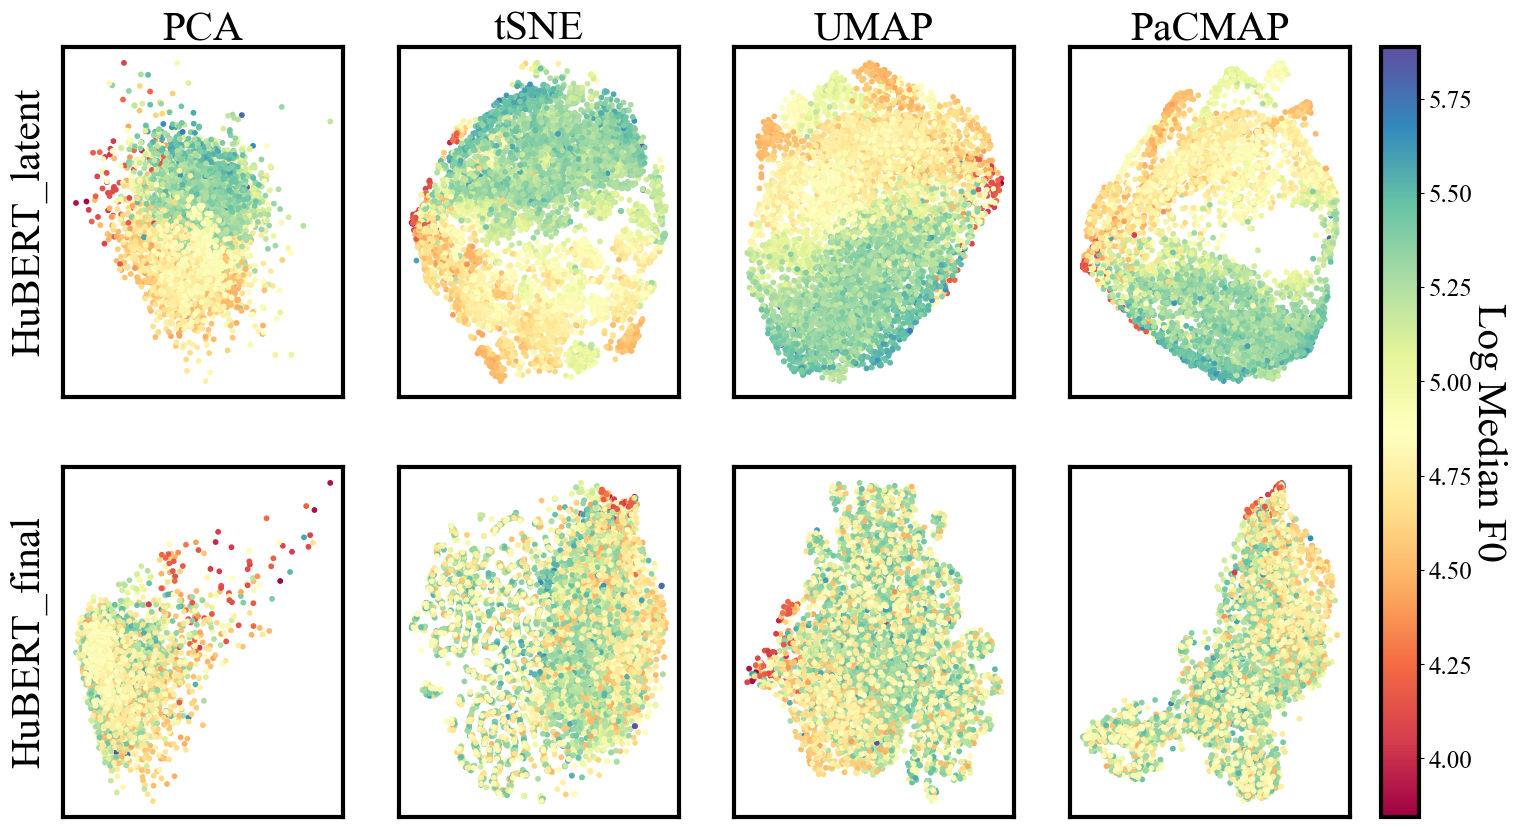 PCA
tSNE
UMAP
PaCMAP
HuBERT_latent
HuBERT_final
5.75
5.50
5.25
5.00
4.75
4.50
4.25
4.00
Log Median F0